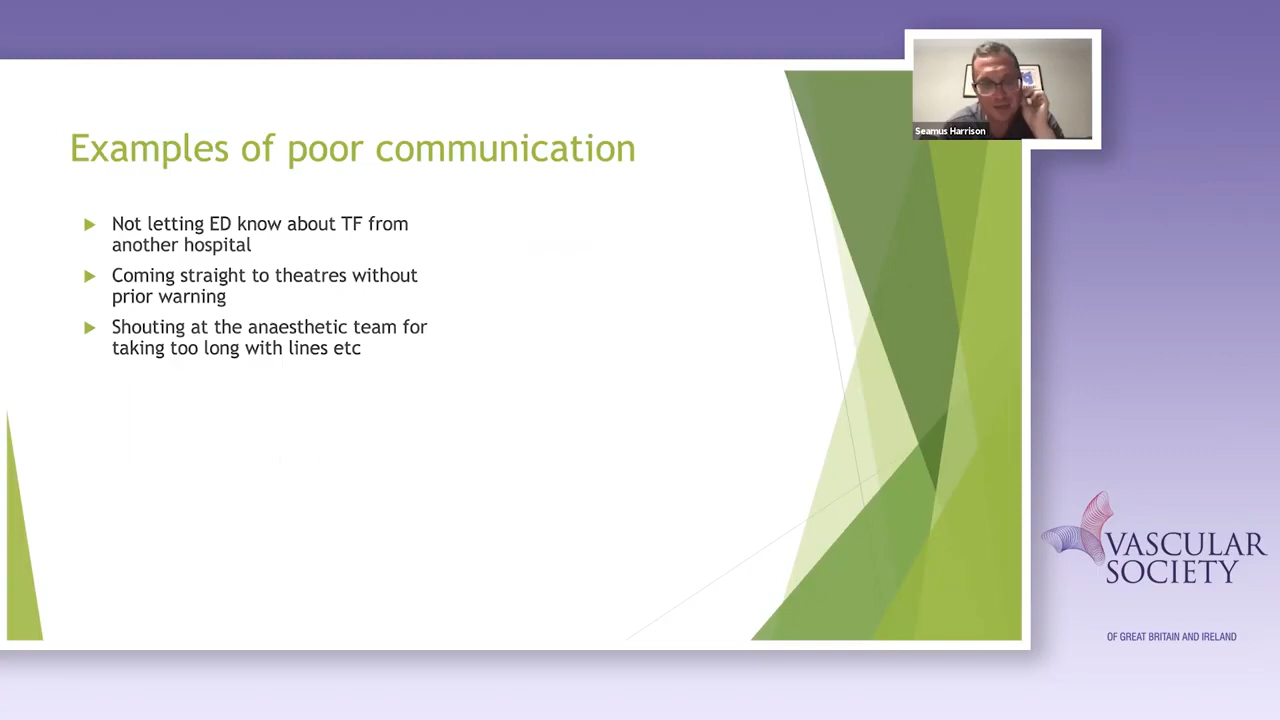 Seamus Harrison
Examples of poor communication
Not letting ED know about TF from
another hospital
Coming straight to theatres without
prior warning
Shouting at the anaesthetic team for
taking too long with lines etc
VASCULAR
SOCIETY
OF GREAT BRITAIN AND IRELAND